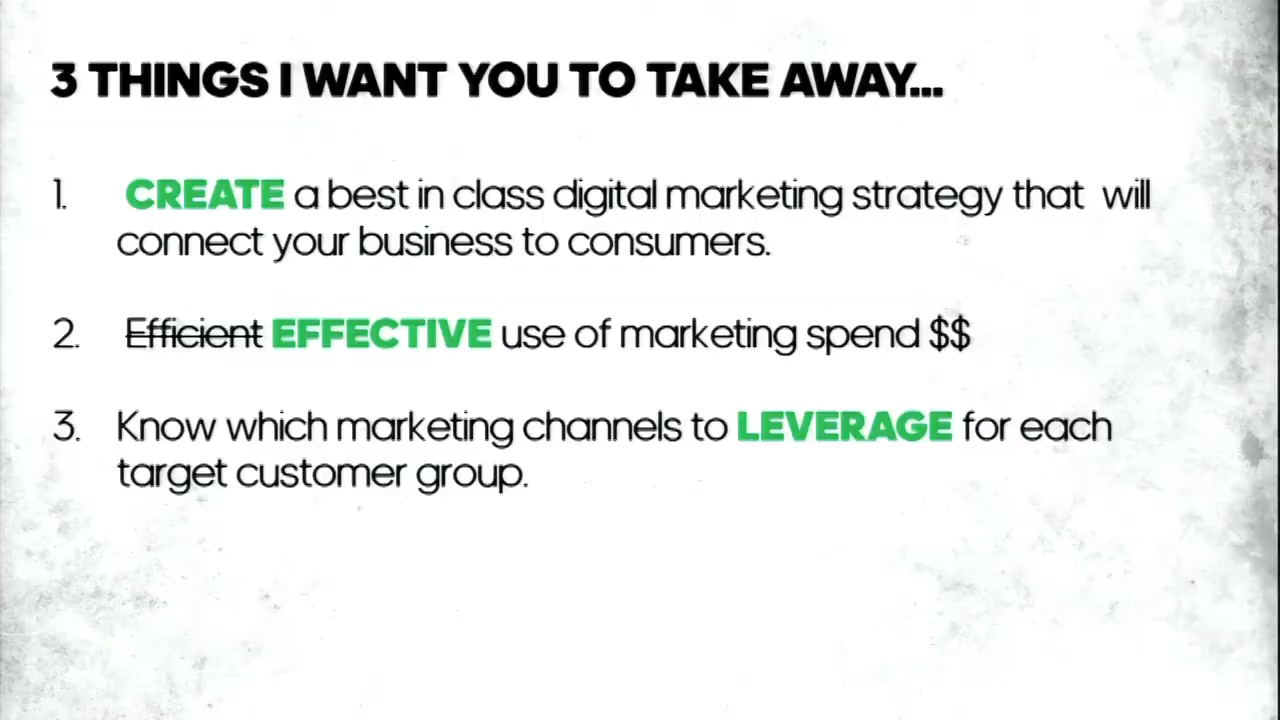 3 THINGS I WANT YOU TO TAKE AWAY...
1. CREATE a best in class digital marketing strategy that will
connect your business to consumers.
2. Efficient EFFECTIVE use of marketing spend $$
3. Know which marketing channels to LEVERAGE for each
target customer group.